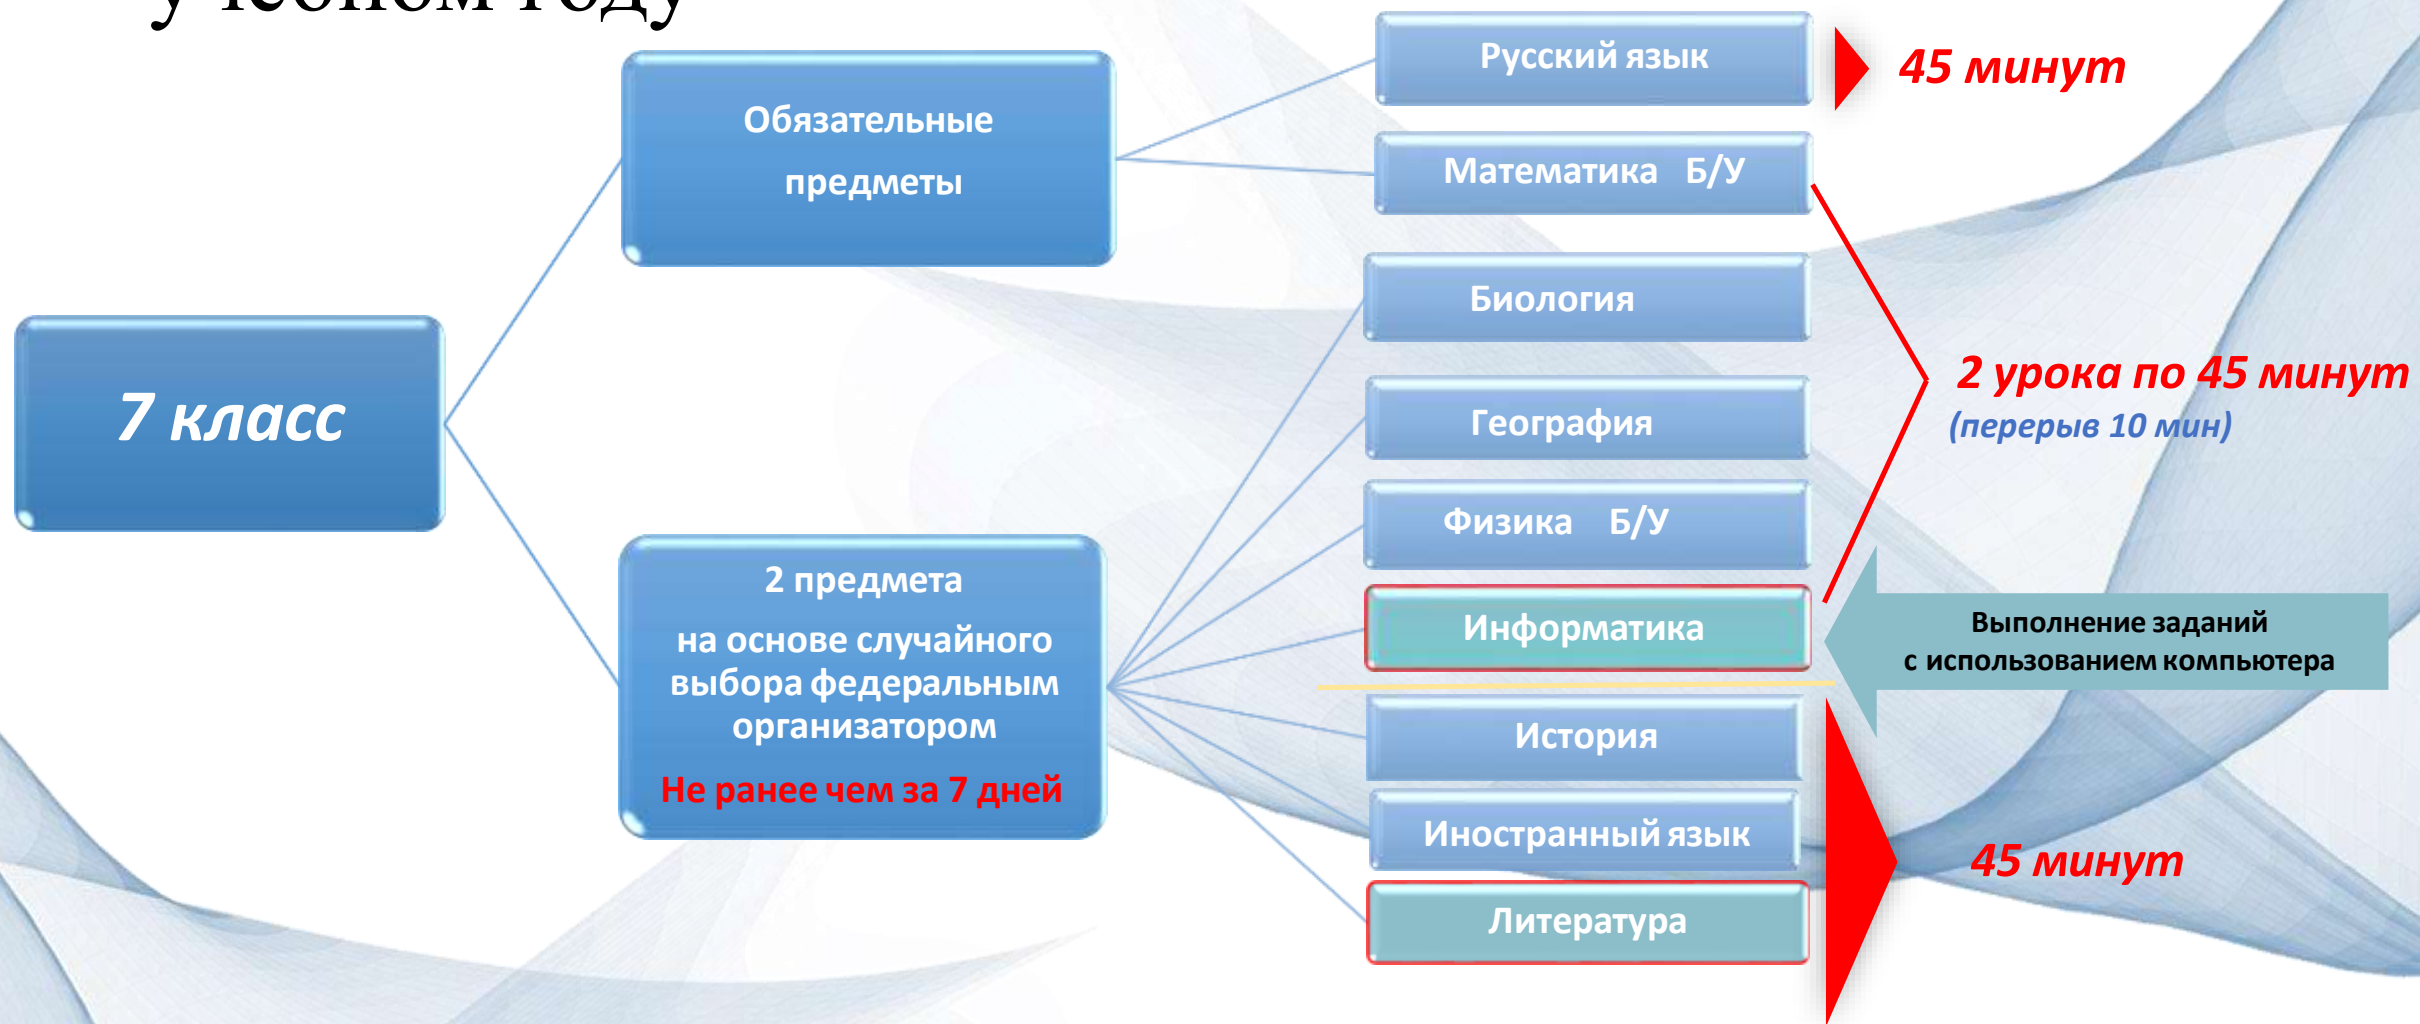 учебном году
7 класс
Обязательные
предметы
2 предмета
на основе случайного
выбора федеральным
организатором
Не ранее чем за 7 дней
Русский язык
Математика Б/У
Биология
География
Физика Б/У
Информатика
История
Иностранный язык
Литература
45 минут
2 урока по 45 минут
(перерыв 10 мин)
Выполнение заданий
с использованием компьютера
45 минут